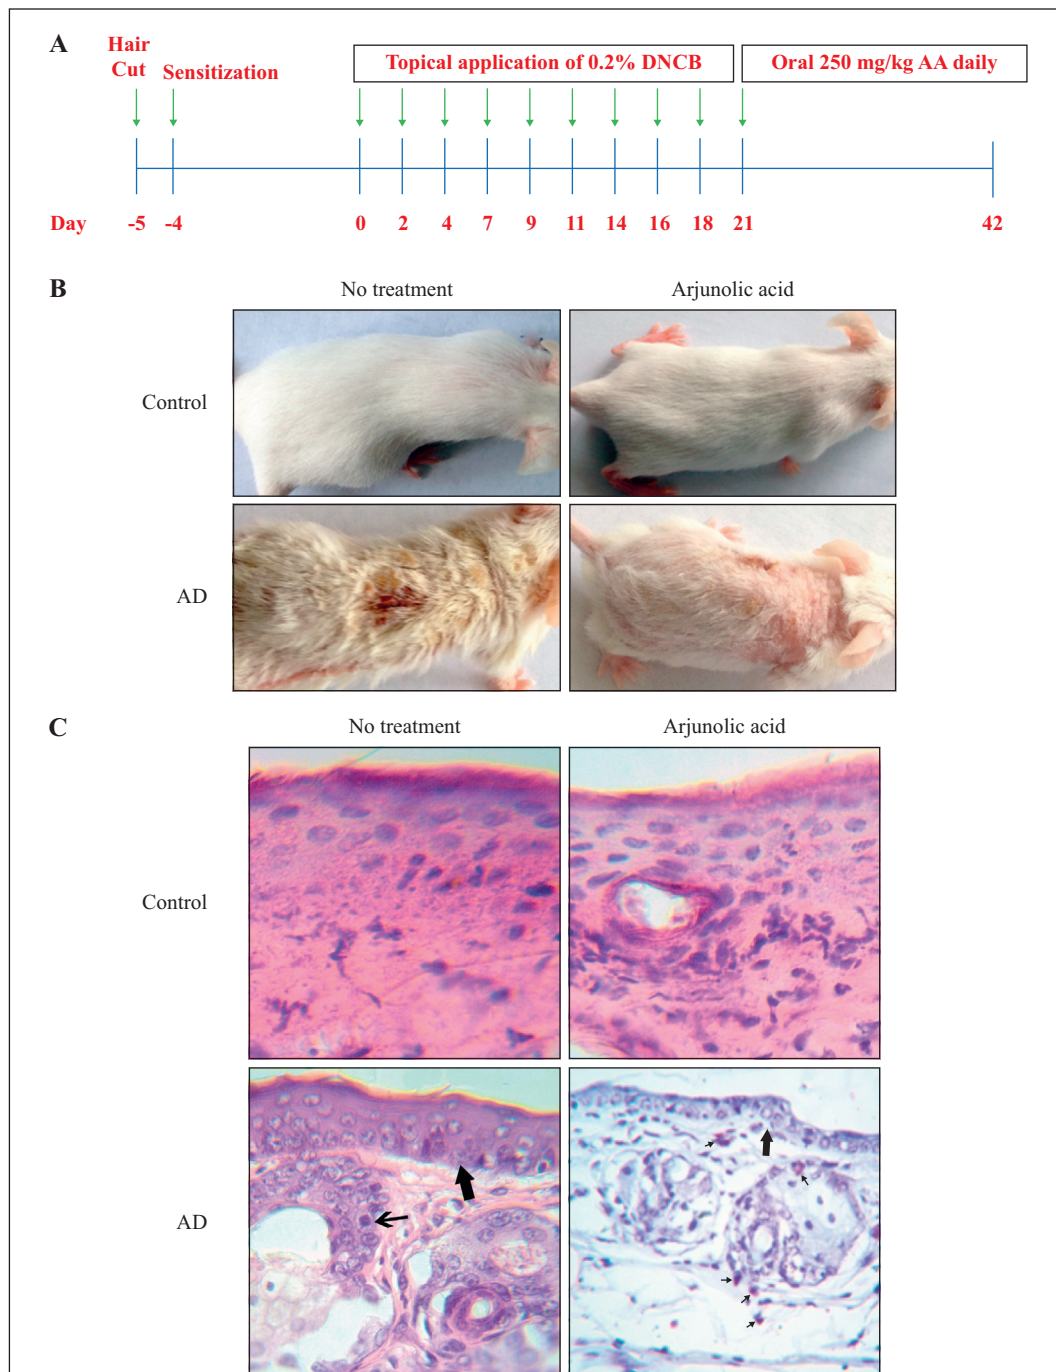 A
Hair
Cut
Sensitization
Topical application of 0.2% DNCB
Oral 250 mg/kg AA daily
Day -5 -4 0 2 4 7 9 11 14 16 18 21 42
B
No treatment Arjunolic acid
Control
AD
C
No treatment Arjunolic acid
Control
AD